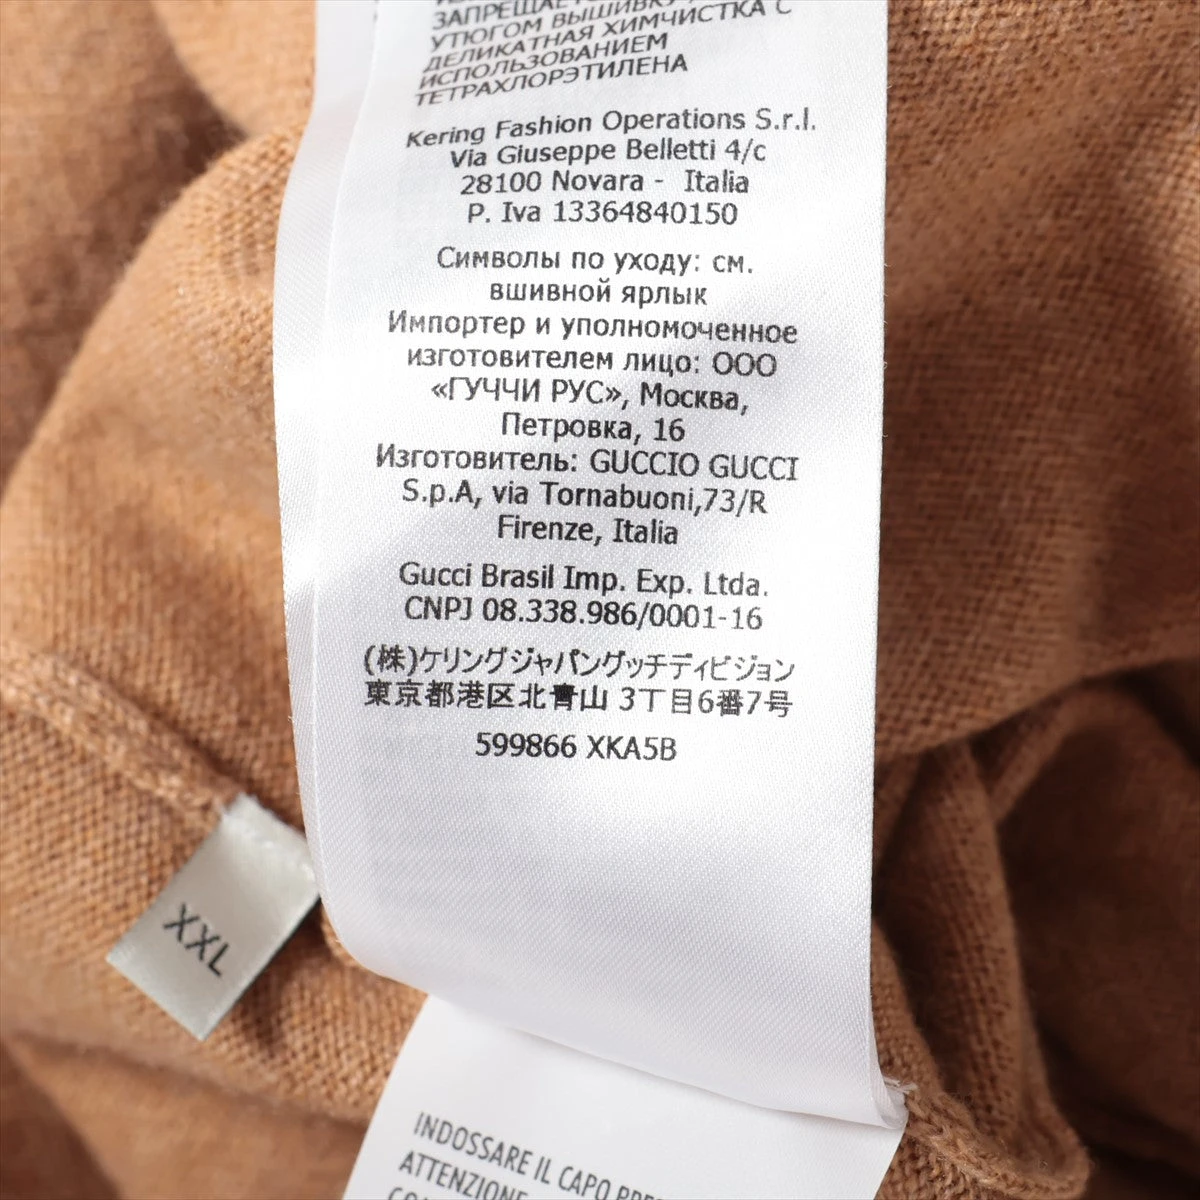 ЗАПРЕЩАЕТ
УТЮГОМ ВЫШИВКУ
ДЕЛИКАТНАЯ ХИМЧИСТКА С
ИСПОЛЬЗОВАНИЕМ
ТЕТРАХЛОРЭТИЛЕНА
Kering Fashion Operations S.r.l.
Via Giuseppe Belletti 4/c
28100 Novara - Italia
P. Iva 13364840150
Символы по уходу: см.
вшивной ярлык
Импортер и уполномоченное
изготовителем лицо: ООО
«ГУЧЧИ РУС», Москва,
Петровка, 16
Изготовитель: GUCCIO GUCCI
S.p.A, via Tornabuoni,73/R
Firenze, Italia
Gucci Brasil Imp. Exp. Ltda.
CNPJ 08.338.986/0001-16
(株)ケリングジャパングッチディビジョン
東京都港区北青山 3丁目6番7号
599866 XKA5B
XXL
INDOSSARE IL CAPO
ATTENZIONE